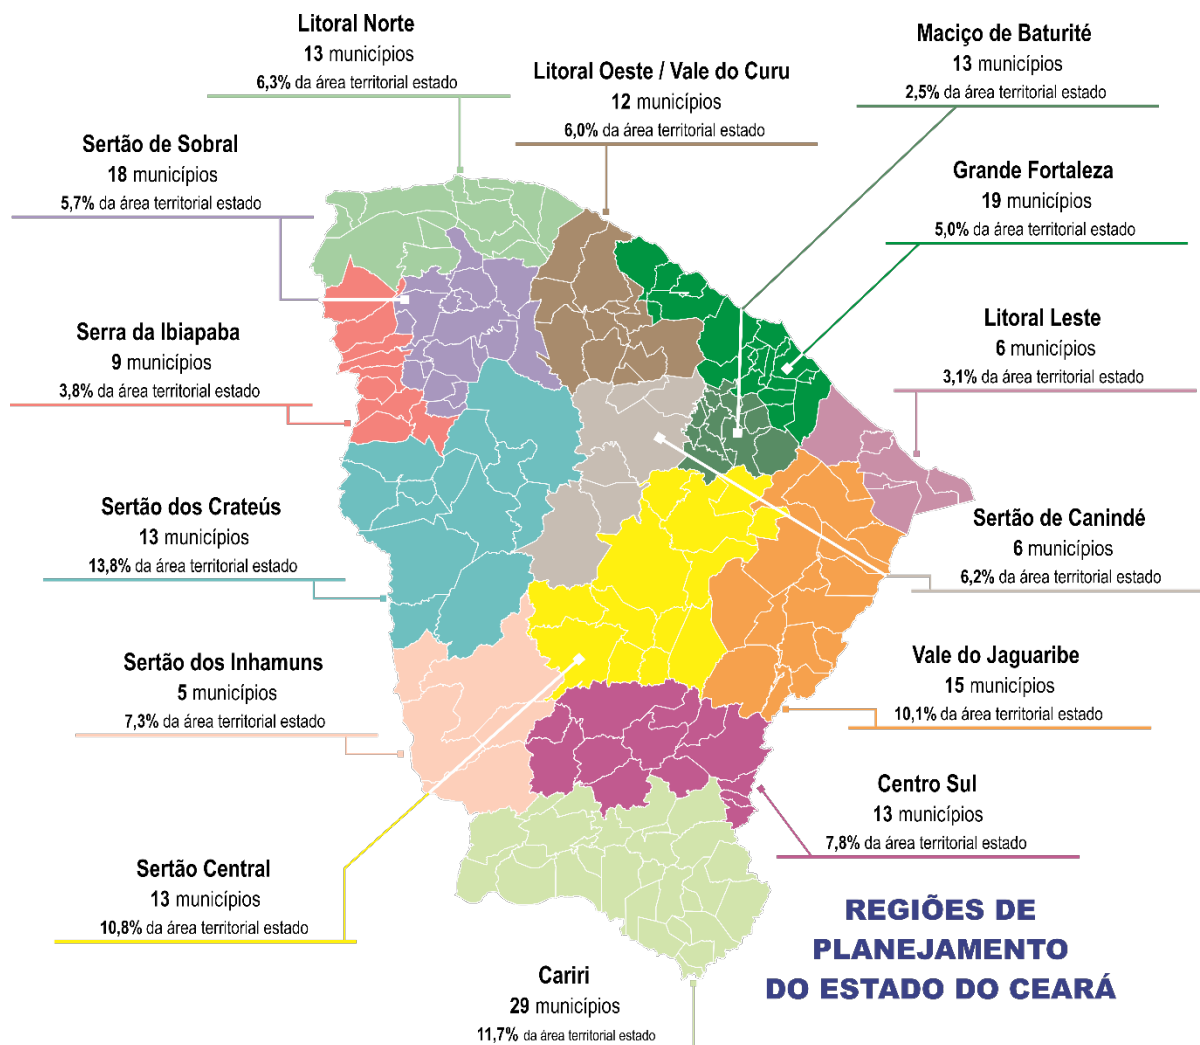 Litoral Norte
13 municípios
6,3% da área territorial estado
Litoral Oeste / Vale do Curu
12 municípios
6,0% da área territorial estado
Maciço de Baturité
13 municípios
2,5% da área territorial estado
Sertão de Sobral
18 municípios
5,7% da área territorial estado
Grande Fortaleza
19 municípios
5,0% da área territorial estado
Serra da Ibiapaba
9 municípios
3,8% da área territorial estado
Litoral Leste
6 municípios
3,1% da área territorial estado
Sertão dos Crateús
13 municípios
13,8% da área territorial estado
Sertão de Canindé
6 municípios
6,2% da área territorial estado
Sertão dos Inhamuns
5 municípios
7,3% da área territorial estado
Vale do Jaguaribe
15 municípios
10,1% da área territorial estado
Centro Sul
13 municípios
7,8% da área territorial estado
Sertão Central
13 municípios
10,8% da área territorial estado
Cariri
29 municípios
11,7% da área territorial estado
REGIÕES DE
PLANEJAMENTO
DO ESTADO DO CEARÁ